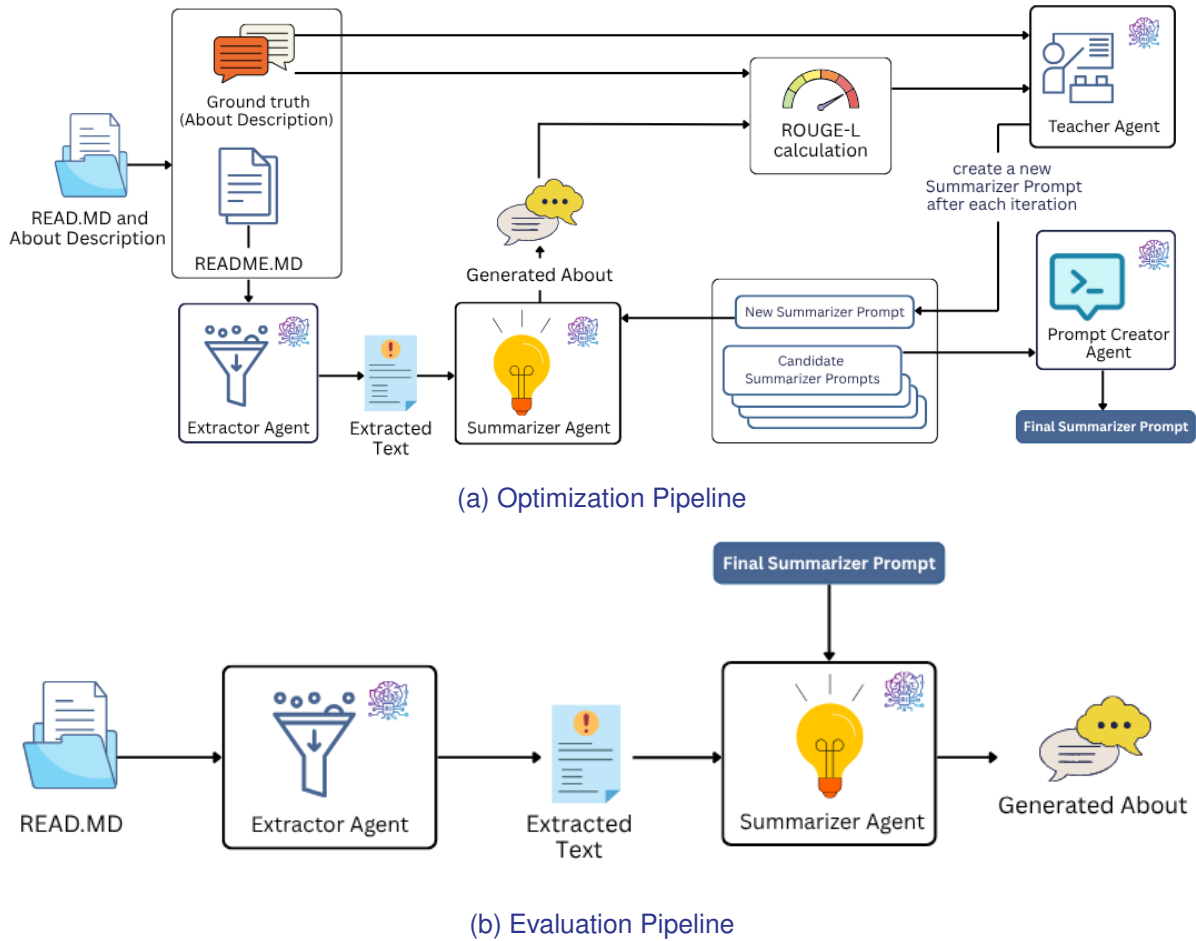 Ground truth
(About Description)
README.MD
READ.MD and
About Description
ROUGE-L
calculation
Teacher Agent
create a new
Summarizer Prompt
after each iteration
Generated About
Extractor Agent
Extracted
Text
Summarizer Agent
New Summarizer Prompt
Candidate
Summarizer Prompts
Prompt Creator
Agent
Final Summarizer Prompt
(a) Optimization Pipeline
Final Summarizer Prompt
READ.MD
Extractor Agent
Extracted
Text
Summarizer Agent
Generated About
(b) Evaluation Pipeline